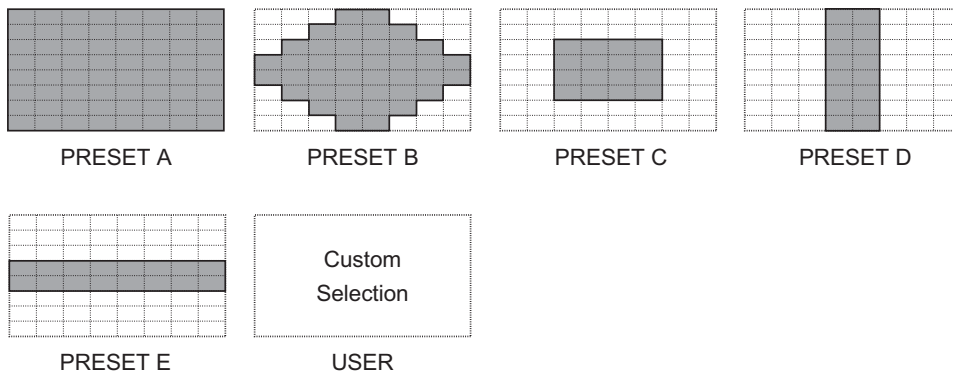 PRESET A
PRESET B
PRESET C
PRESET D
Custom
Selection
PRESET E
USER